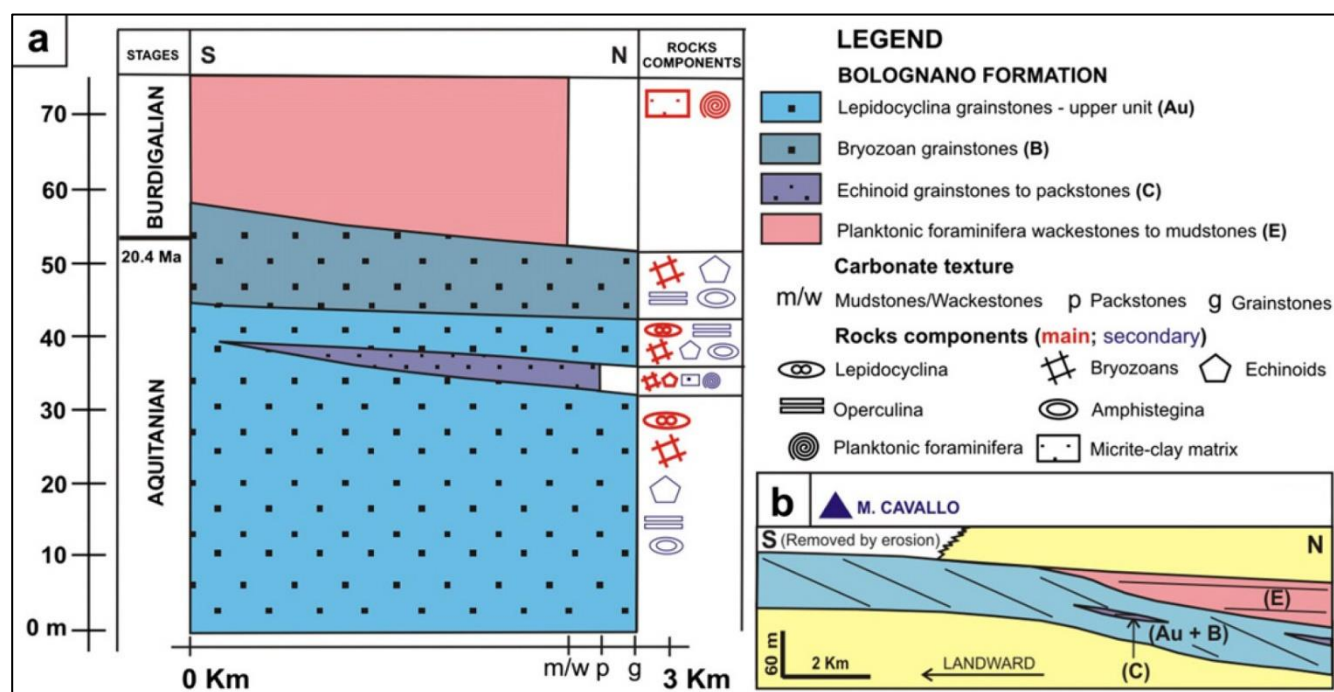 a
STAGES
S
N
ROCKS
COMPONENTS
70
60
50
40
30
20
10
0 m
BURDIGALIAN
20.4 Ma
AQUITANIAN
m/w
p
g
0 Km
3 Km
LEGEND
BOLOGNANO FORMATION
Lepidocyclina grainstones - upper unit (Au)
Bryozoan grainstones (B)
Echinoid grainstones to packstones (C)
Planktonic foraminifera wackestones to mudstones (E)
Carbonate texture
m/w Mudstones/Wackestones p Packstones g Grainstones
Rocks components (main; secondary)
Lepidocyclina
Bryozoans
Echinoids
Operculina
Amphistegina
Planktonic foraminifera
Micrite-clay matrix
b
M. CAVALLO
S (Removed by erosion)
N
(E)
(Au + B)
(C)
60 m
2 Km
LANDWARD